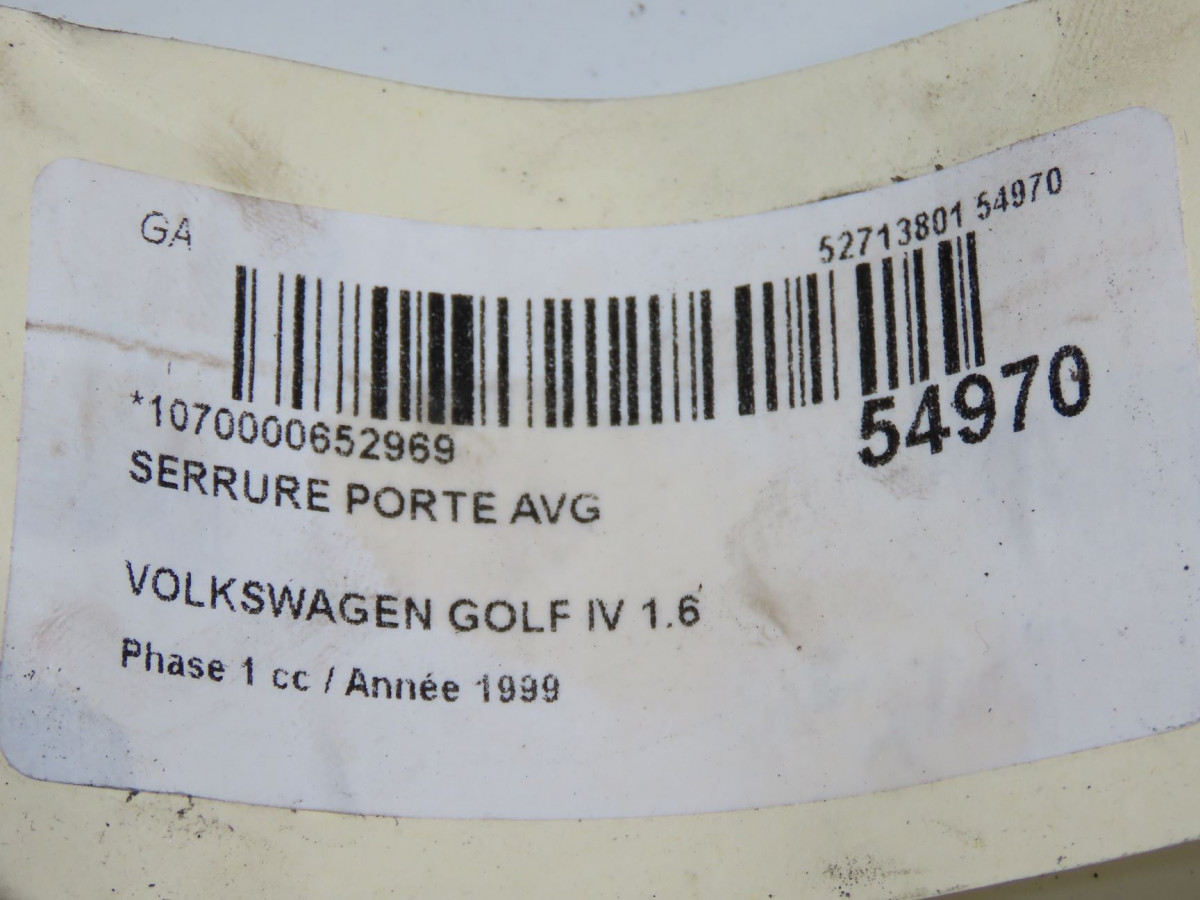 GA
52713801 54970
*1070000652969
54970
SERRURE PORTE AVG
VOLKSWAGEN GOLF IV 1.6
Phase 1 cc / Année 1999